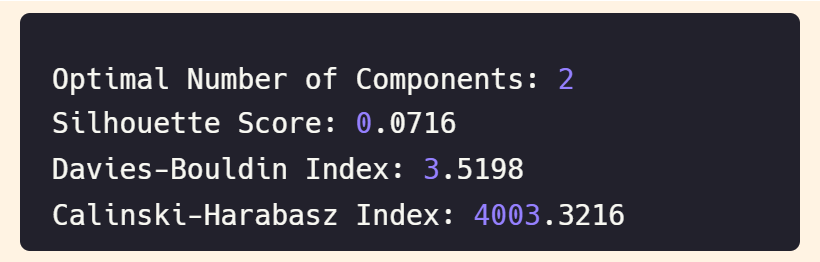 Optimal Number of Components: 2
Silhouette Score: 0.0716
Davies-Bouldin Index: 3.5198
Calinski-Harabasz Index: 4003.3216